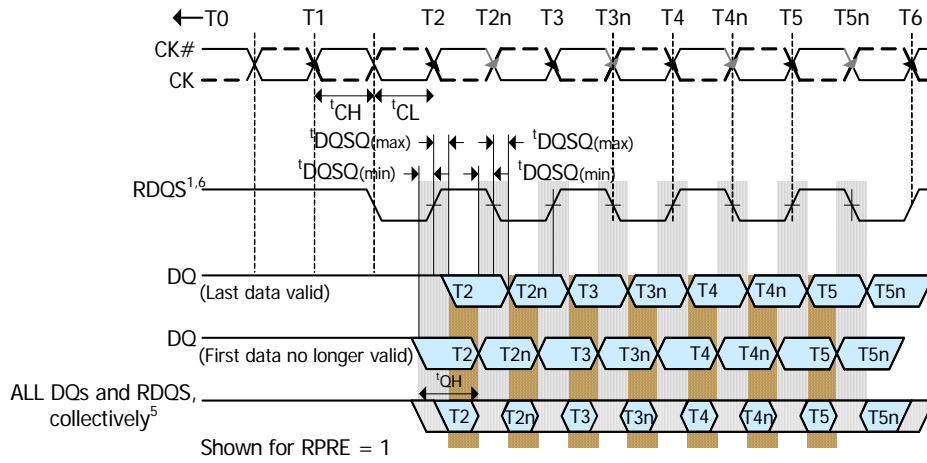 T0 T1 T2 T2n T3 T3n T4 T4n T5 T5n T6
CK#
CK
tCH tCL
tDQSQ(max) tDQSQ(max)
tDQSQ(min) tDQSQ(min)
RDQS1,6
DQ
(Last data valid)
T2 T2n T3 T3n T4 T4n T5 T5n
DQ
(First data no longer valid)
T2 T2n T3 T3n T4 T4n T5 T5n
tQH
ALL DQs and RDQS,
collectively5
T2 T2n T3 T3n T4 T4n T5 T5n
Shown for RPRE = 1